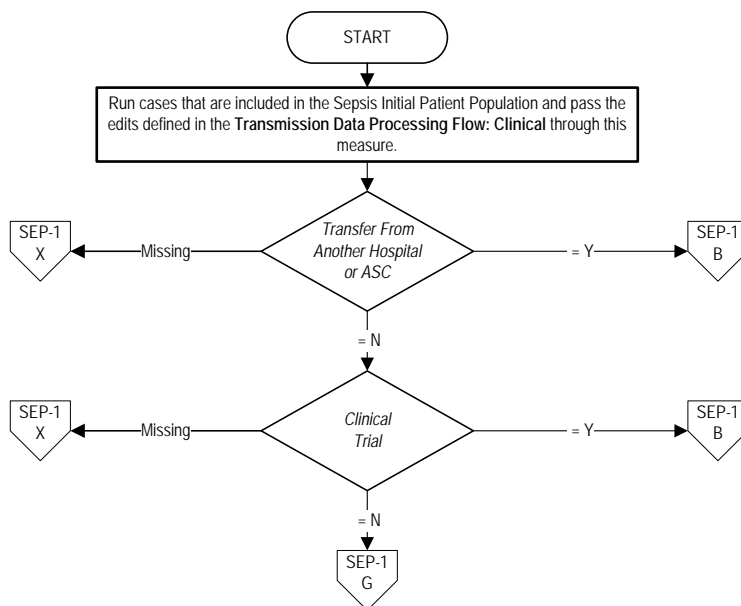 START
Run cases that are included in the Sepsis Initial Patient Population and pass the
edits defined in the Transmission Data Processing Flow: Clinical through this
measure.
SEP-1
X
Missing
Transfer From
Another Hospital
or ASC
= Y
SEP-1
B
= N
SEP-1
X
Missing
Clinical
Trial
= Y
SEP-1
B
= N
SEP-1
G